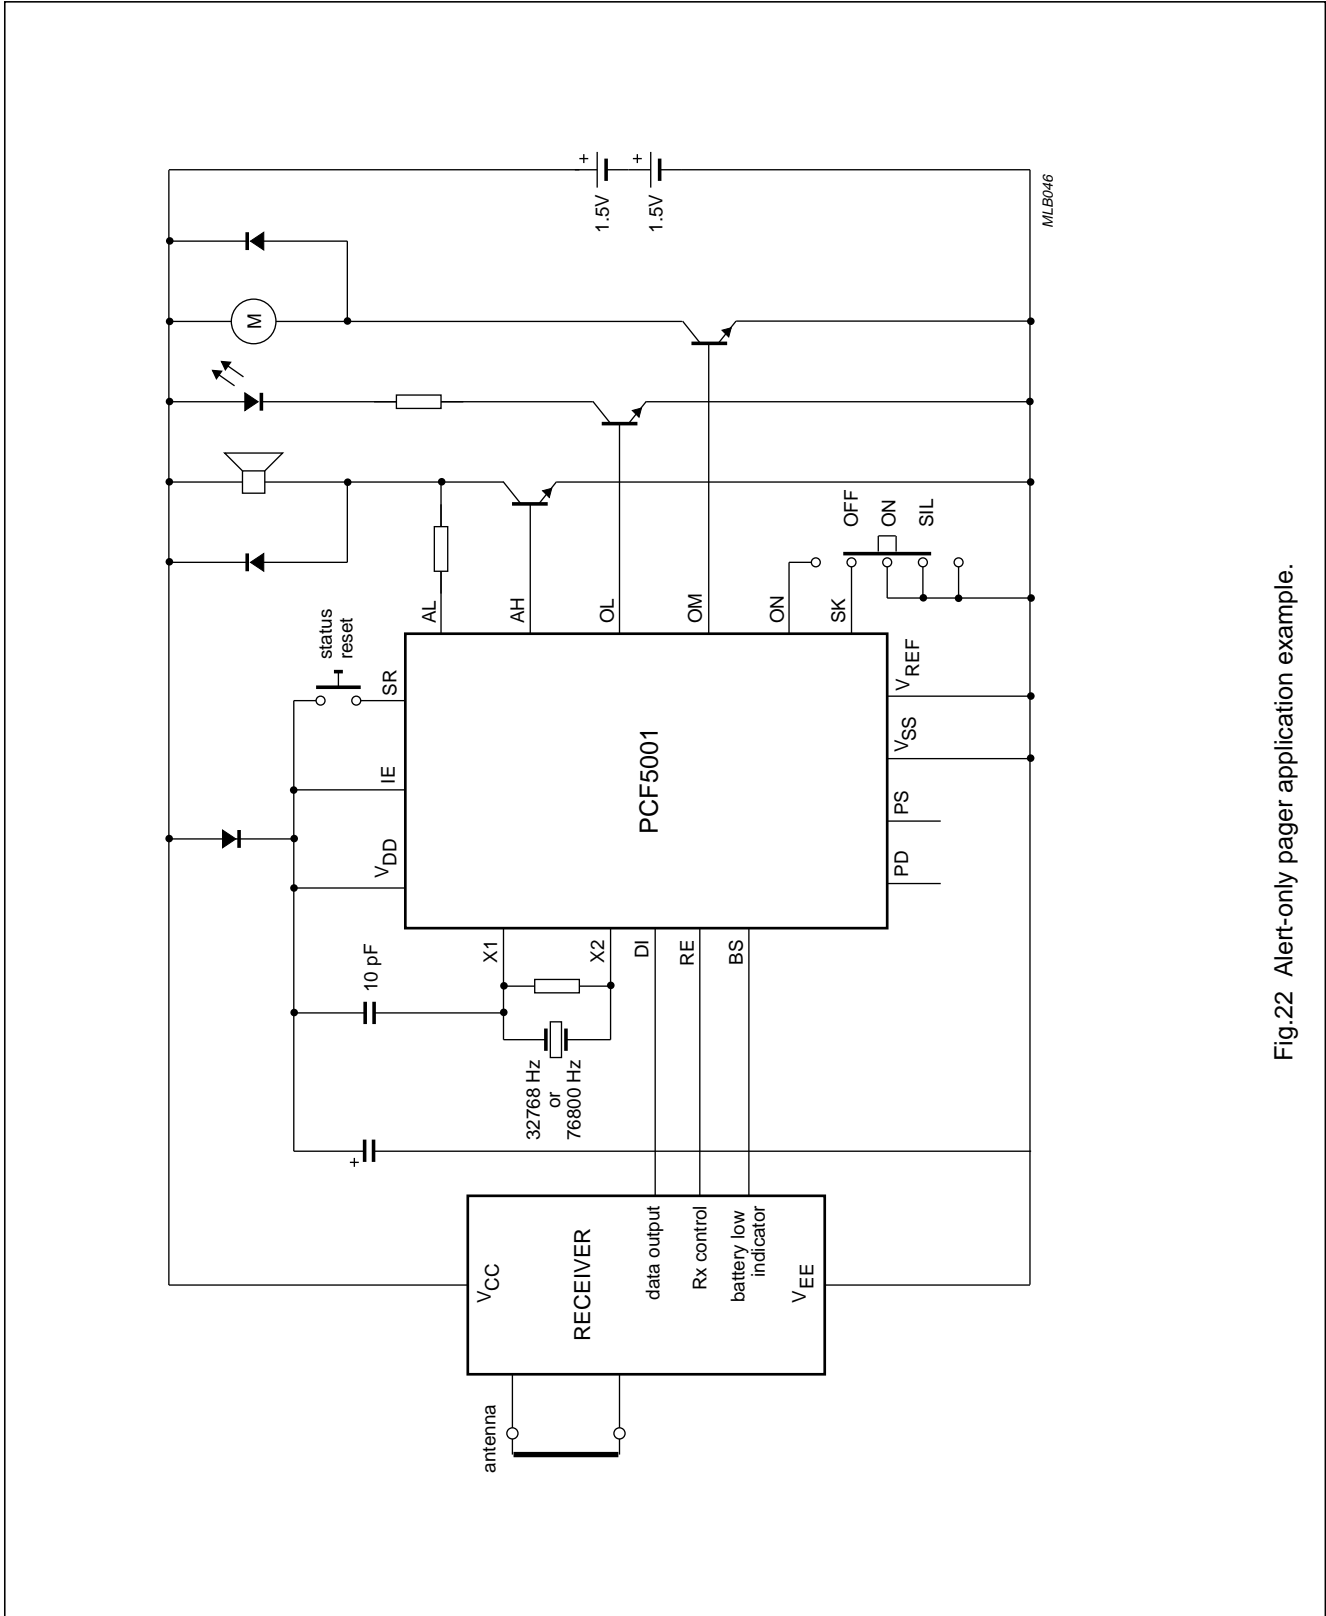 antenna
RECEIVER
VCC
data output
Rx control
battery low
indicator
VEE
+
32768 Hz
or
76800 Hz
10 pF
X1
X2
DI
RE
BS
PCF5001
VDD
IE
SR
status
reset
PD
PS
VSS
VREF
AL
AH
OL
OM
ON
SK
OFF
ON
SIL
M
+
1.5V
+
1.5V
MLB046
Fig.22 Alert-only pager application example.